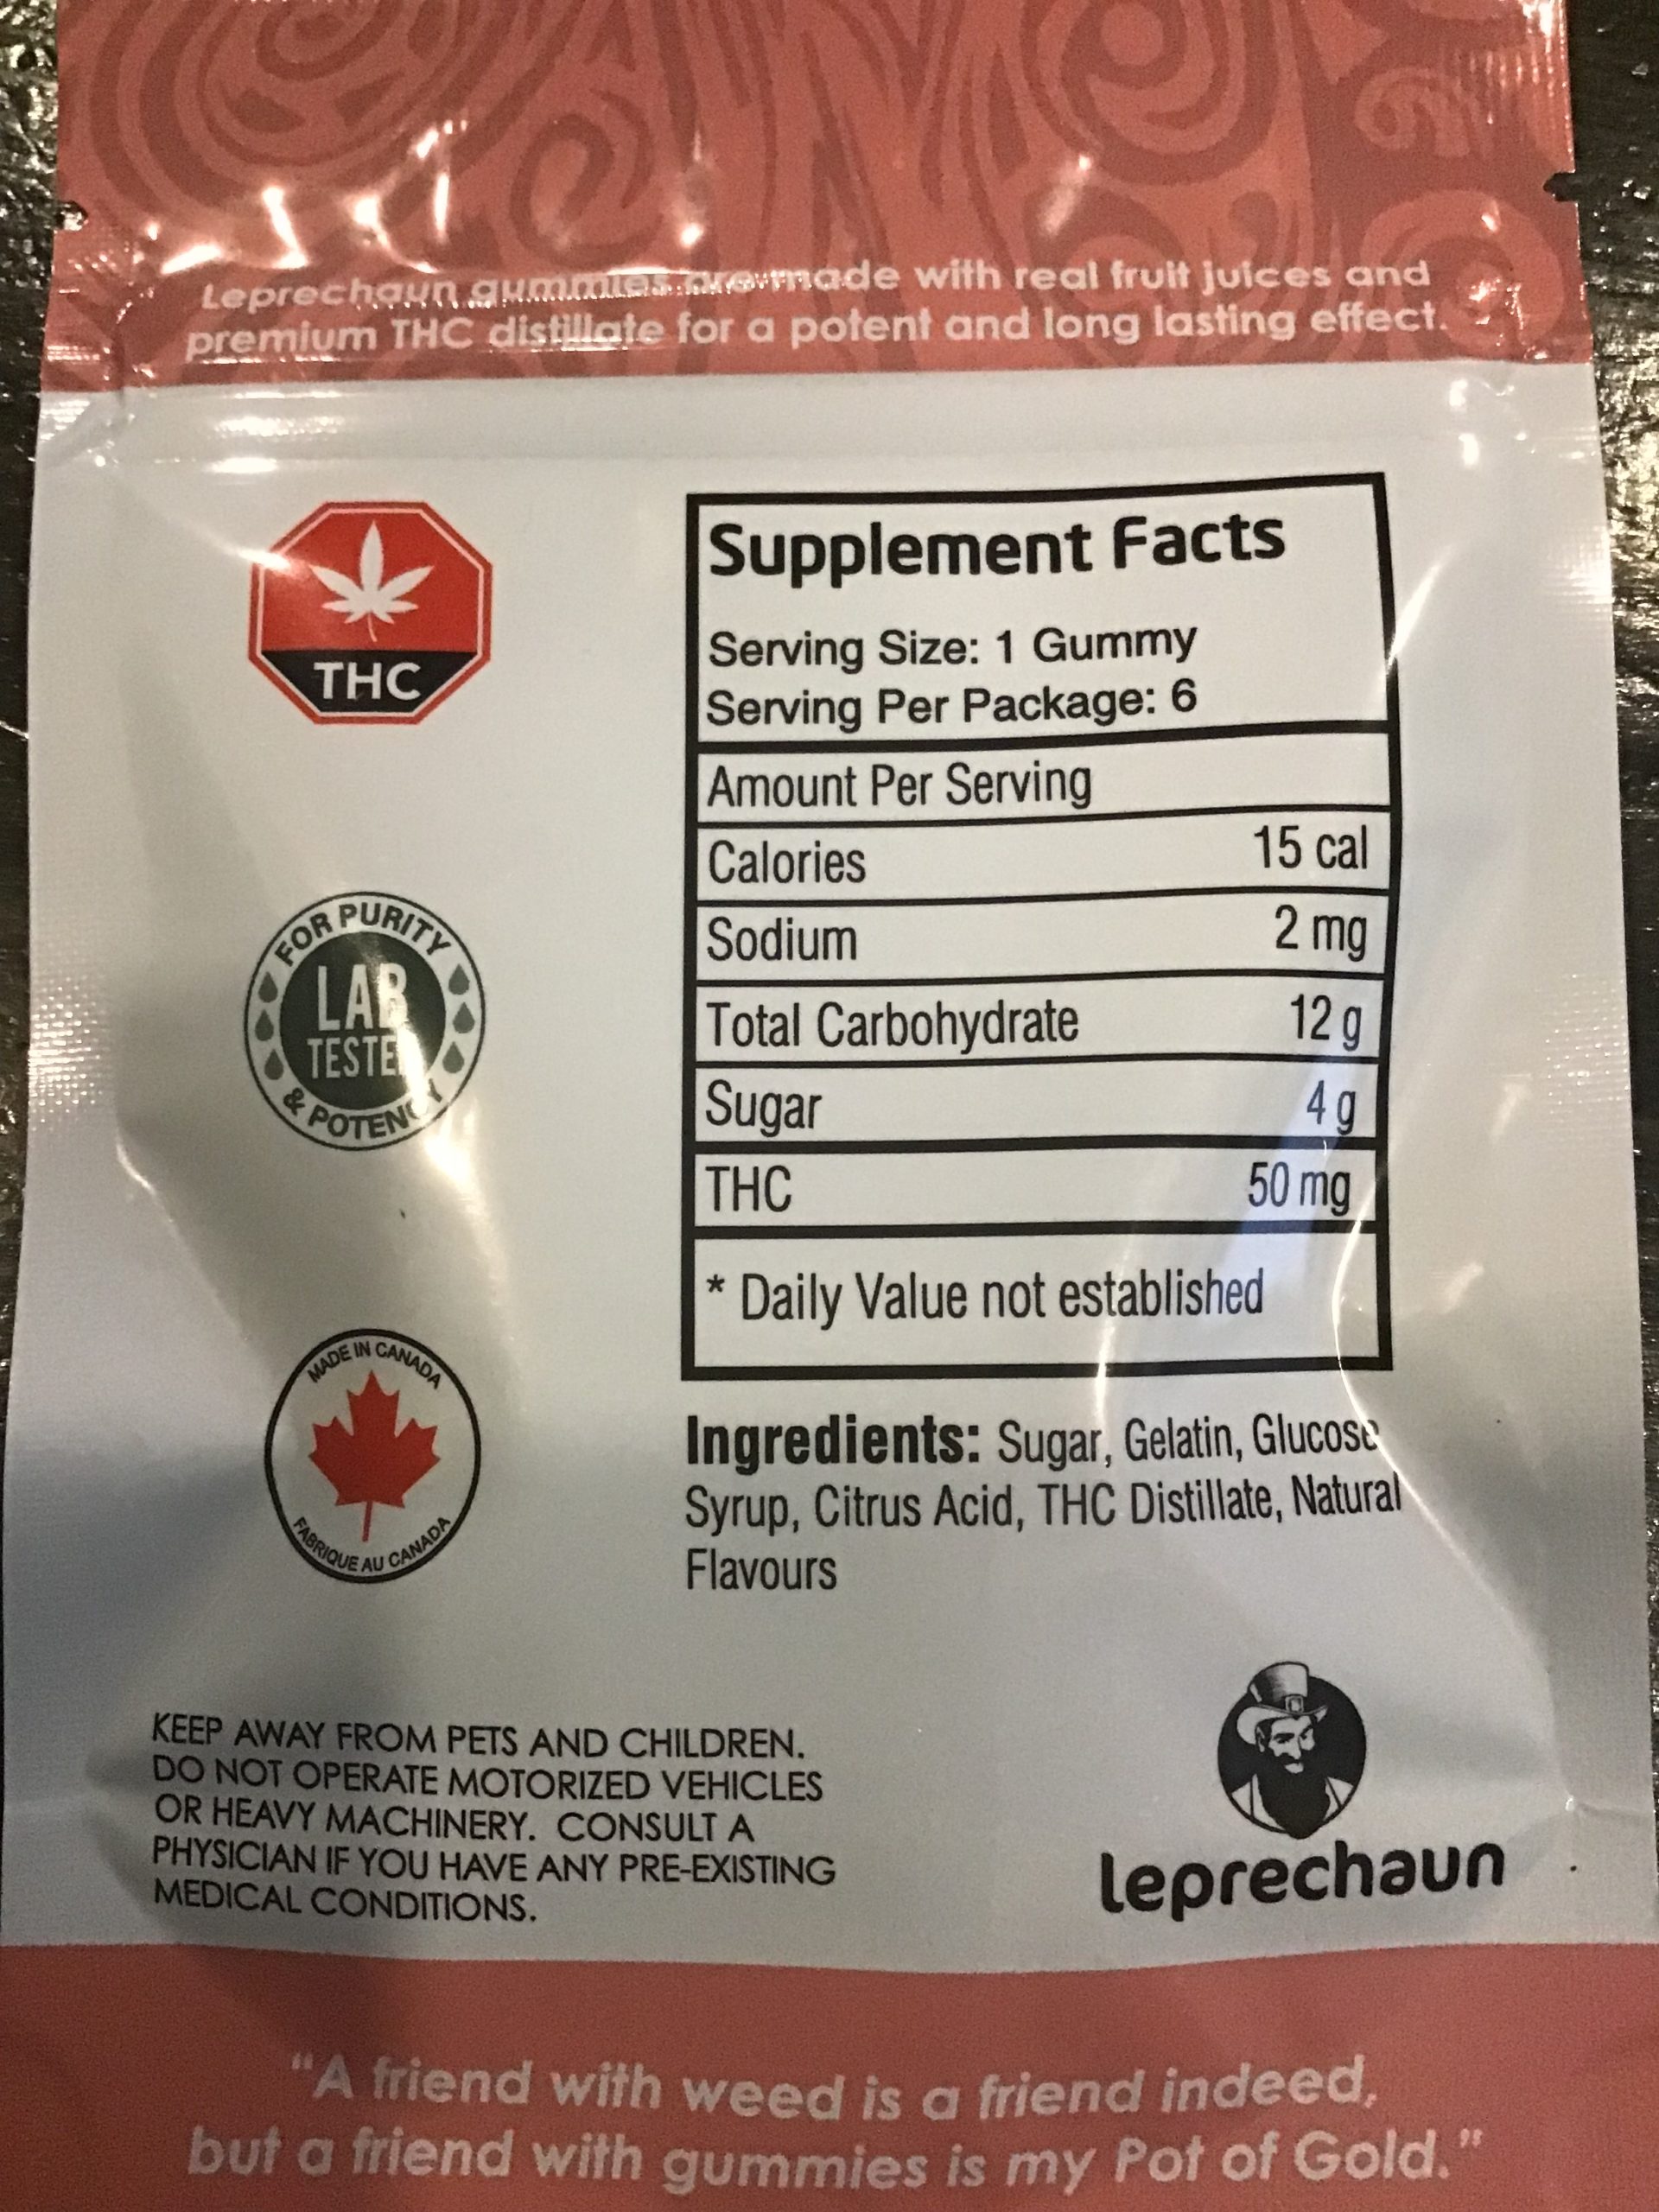 Leprechaun gummies are made with real fruit juices and
premium THC distillate for a potent and long lasting effect.
THC
FOR PURITY
LAB
TESTE
& POTENCY
MADE IN CANADA
FABRIQUE AU CANADA
Supplement Facts
Serving Size: 1 Gummy
Serving Per Package: 6
Amount Per Serving
Calories 15 cal
Sodium 2 mg
Total Carbohydrate 12 g
Sugar 4 g
THC 50 mg
* Daily Value not established
Ingredients: Sugar, Gelatin, Glucose
Syrup, Citrus Acid, THC Distillate, Natural
Flavours
KEEP AWAY FROM PETS AND CHILDREN.
DO NOT OPERATE MOTORIZED VEHICLES
OR HEAVY MACHINERY. CONSULT A
PHYSICIAN IF YOU HAVE ANY PRE-EXISTING
MEDICAL CONDITIONS.
leprechaun
"A friend with weed is a friend indeed,
but a friend with gummies is my Pot of Gold."